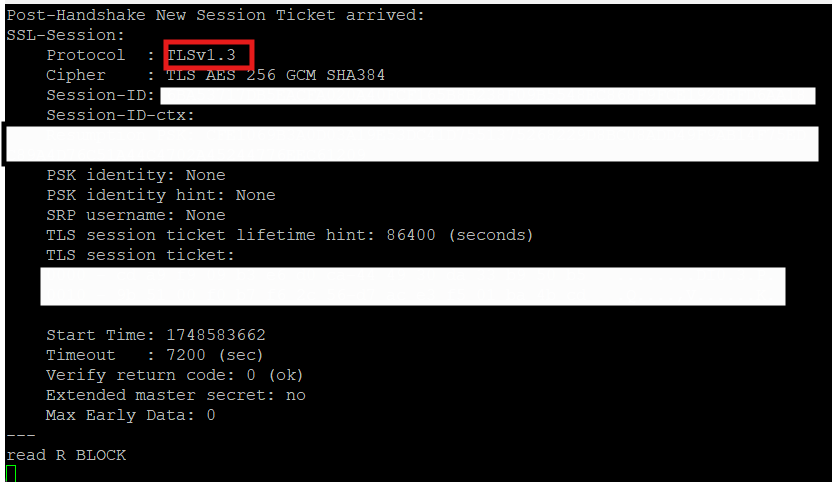 Post-Handshake New Session Ticket arrived:
SSL-Session:
    Protocol  : TLSv1.3
    Cipher    : TLS_AES_256_GCM_SHA384
    Session-ID:
    Session-ID-ctx:
    PSK identity: None
    PSK identity hint: None
    SRP username: None
    TLS session ticket lifetime hint: 86400 (seconds)
    TLS session ticket:
    Start Time: 1748583662
    Timeout   : 7200 (sec)
    Verify return code: 0 (ok)
    Extended master secret: no
    Max Early Data: 0
---
read R BLOCK